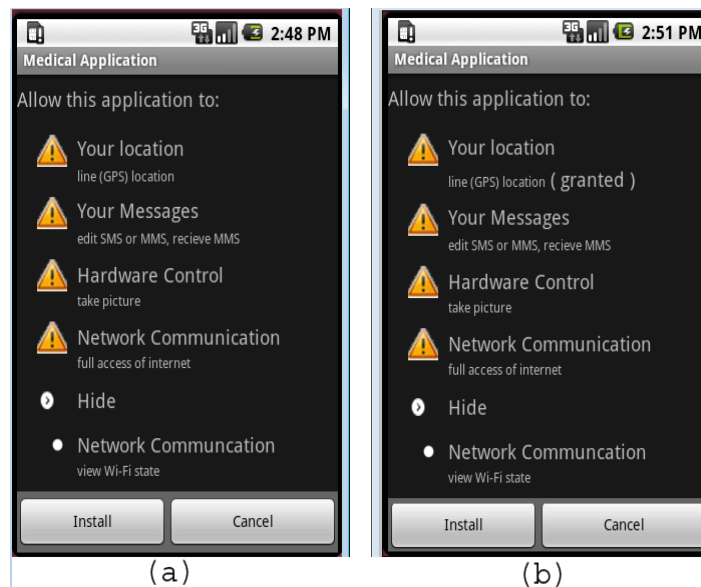 3G 2:48 PM
Medical Application
Allow this application to:
Your location
line (GPS) location
Your Messages
edit SMS or MMS, recieve MMS
Hardware Control
take picture
Network Communication
full access of internet
Hide
Network Communcation
view Wi-Fi state
Install Cancel
(a)
3G 2:51 PM
Medical Application
Allow this application to:
Your location
line (GPS) location ( granted )
Your Messages
edit SMS or MMS, recieve MMS
Hardware Control
take picture
Network Communication
full access of internet
Hide
Network Communcation
view Wi-Fi state
Install Cancel
(b)